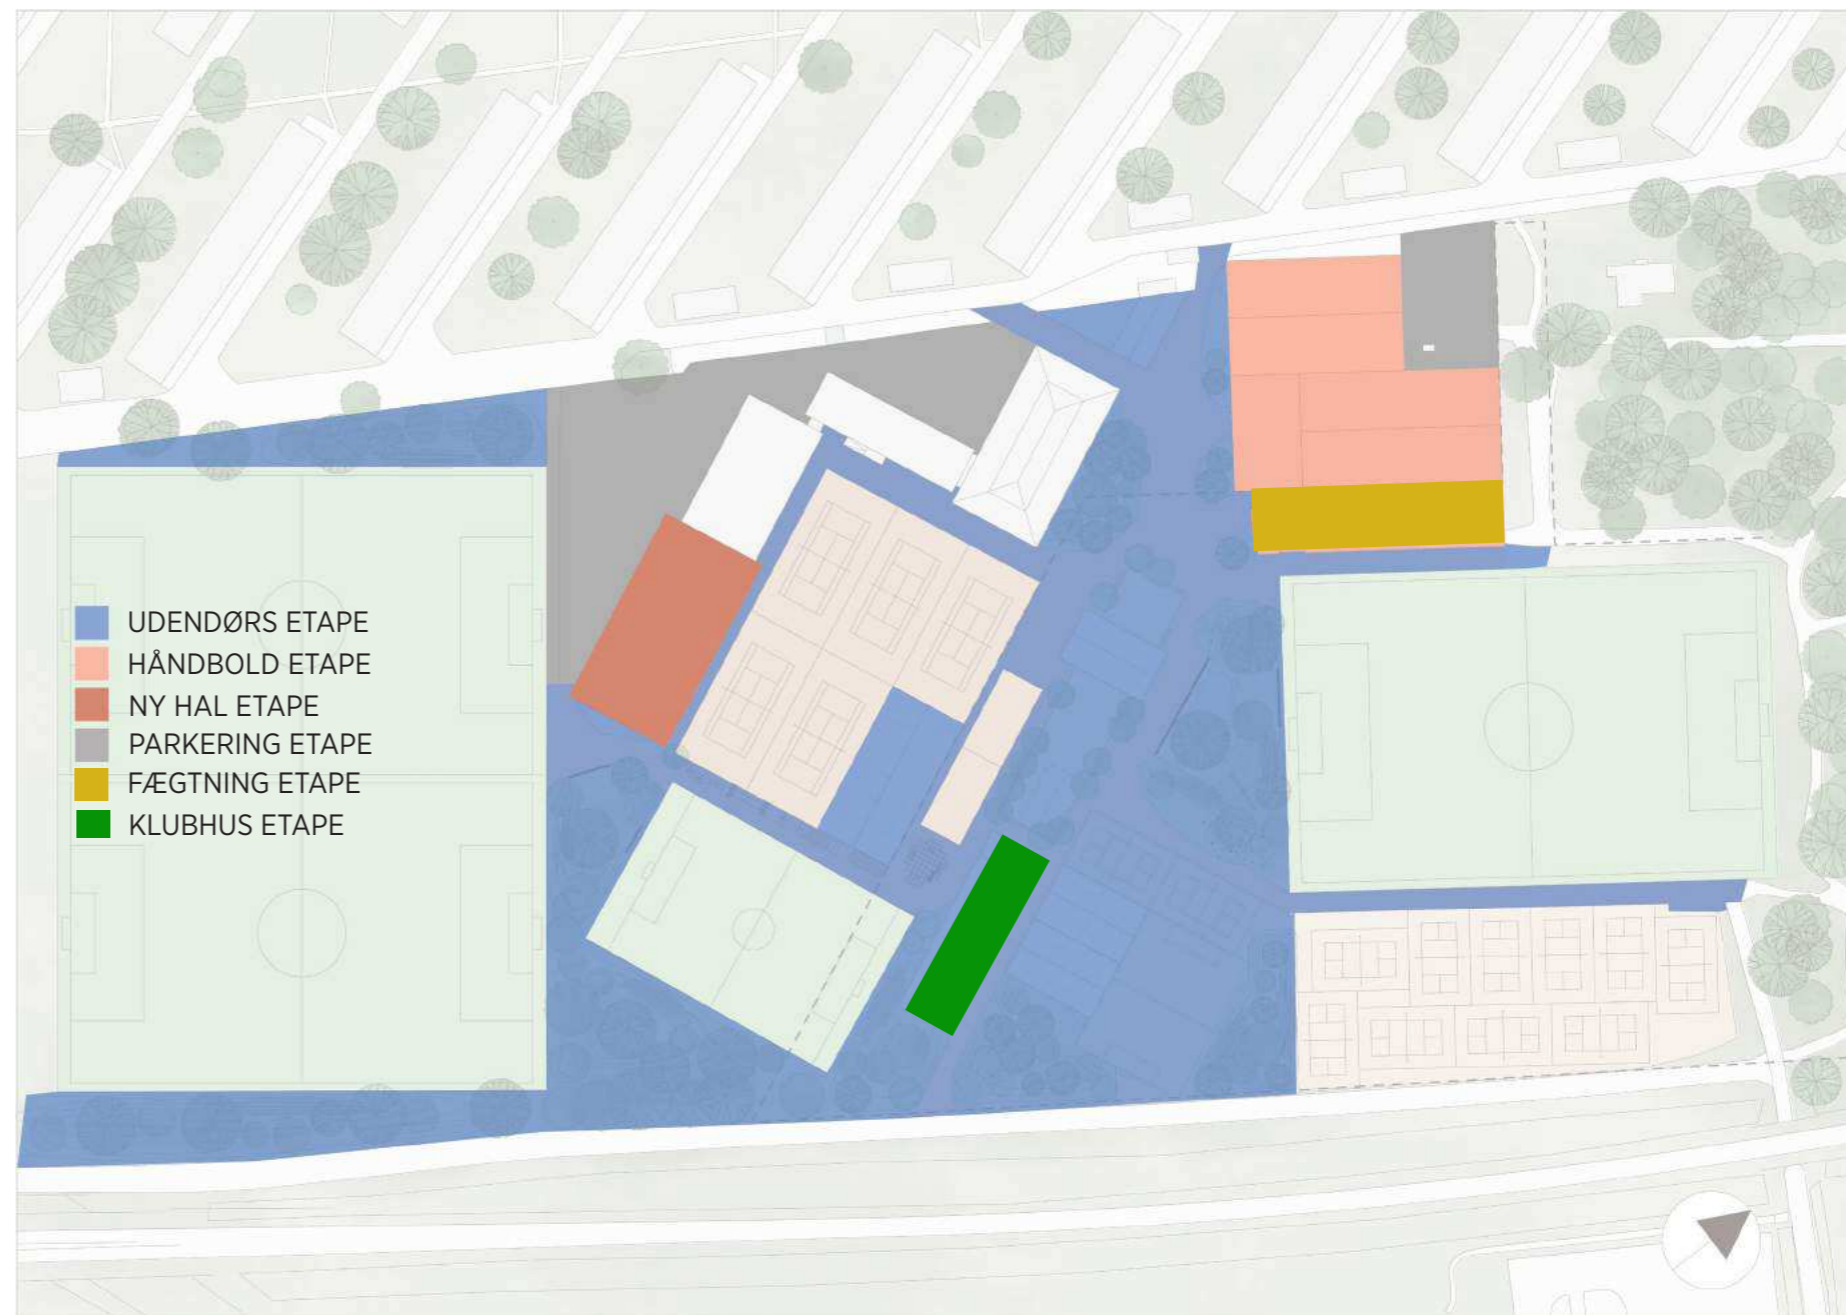 UDENDØRS ETAPE
HÅNDBOLD ETAPE
NY HAL ETAPE
PARKERING ETAPE
FÆGTNING ETAPE
KLUBHUS ETAPE